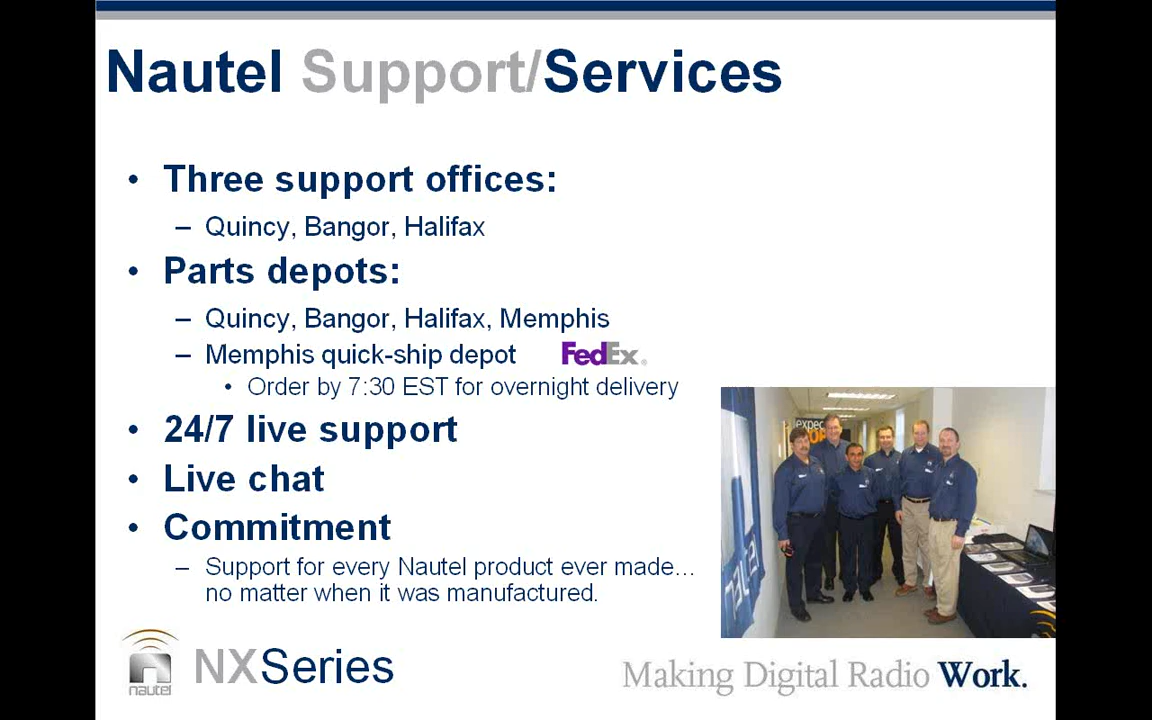 Nautel Support/Services
• Three support offices:
– Quincy, Bangor, Halifax
• Parts depots:
– Quincy, Bangor, Halifax, Memphis
– Memphis quick-ship depot FedEx®
• Order by 7:30 EST for overnight delivery
• 24/7 live support
• Live chat
• Commitment
– Support for every Nautel product ever made...
no matter when it was manufactured.
expec
nautel
nautel
NXSeries
Making Digital Radio Work.